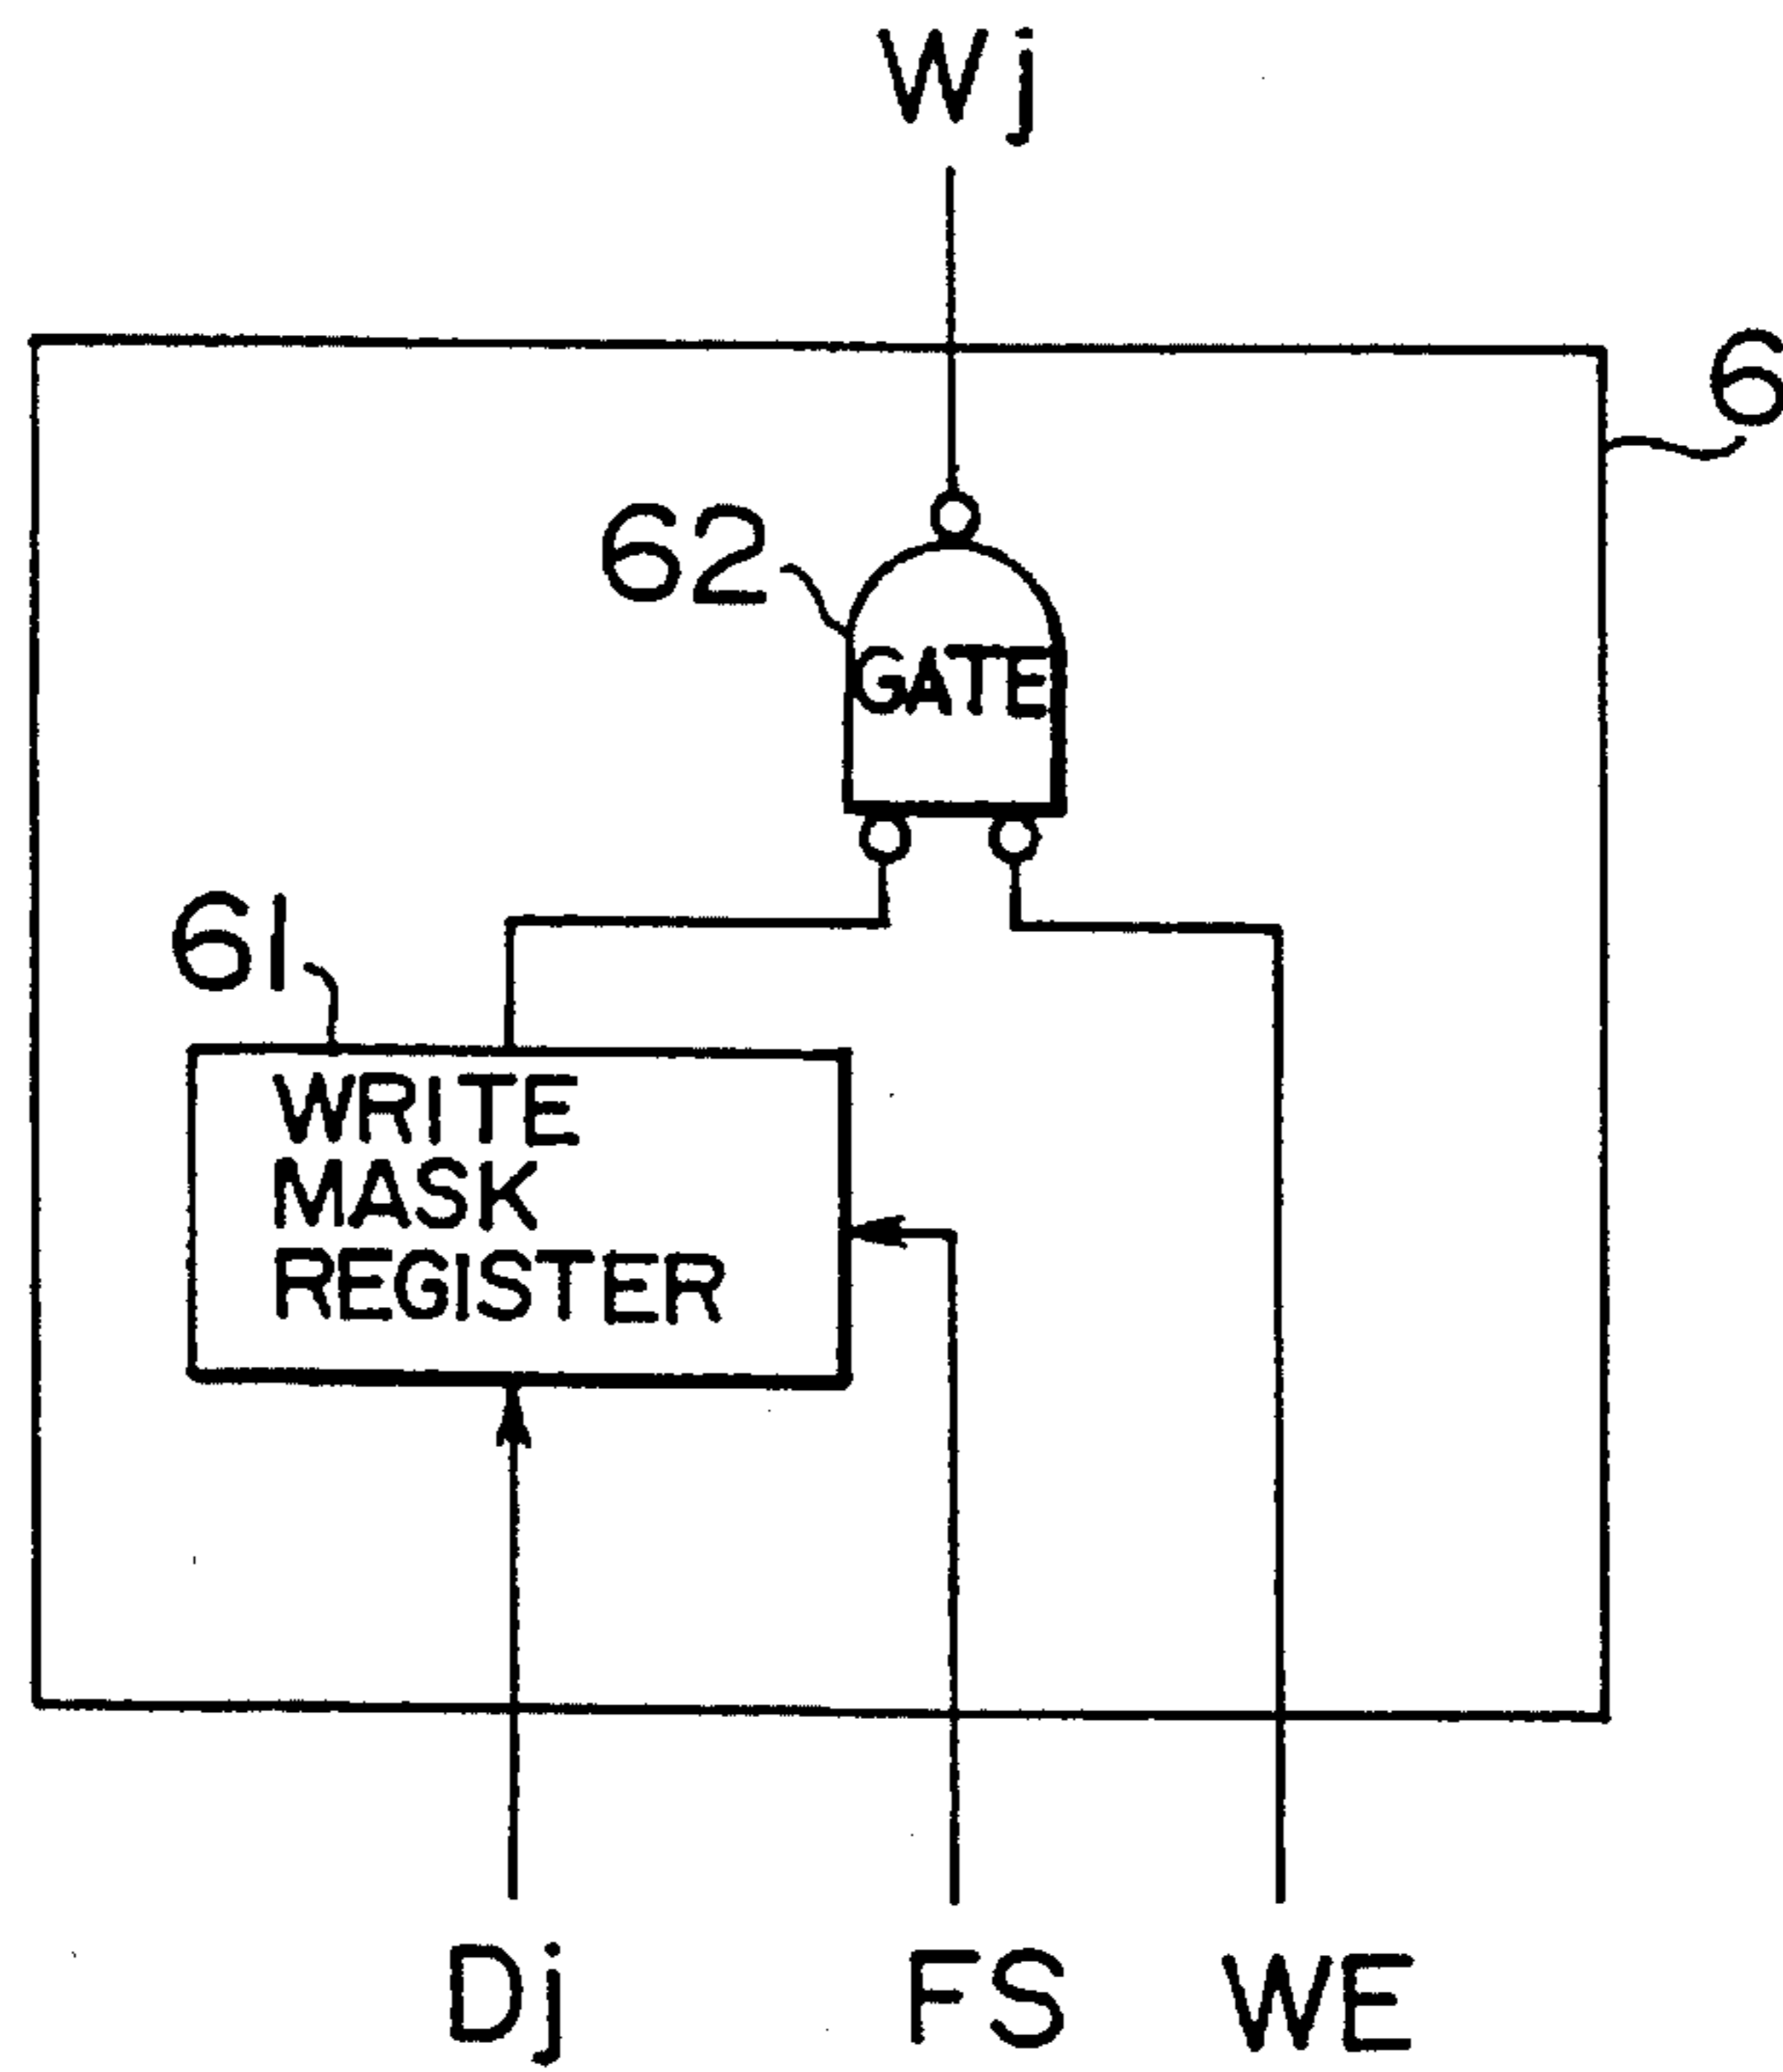 Wj
6
62
GATE
61
WRITE
MASK
REGISTER
Dj FS WE